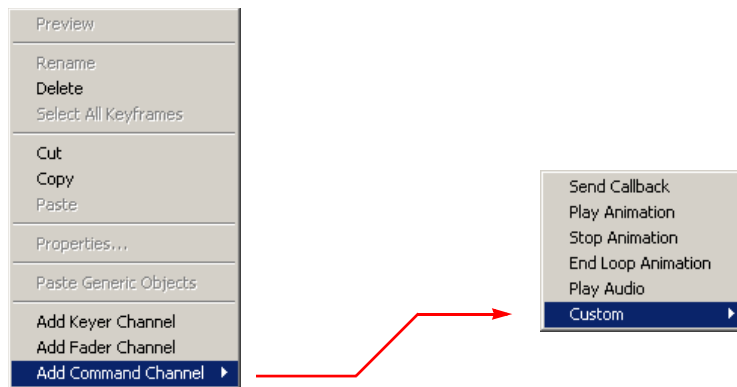 Preview
Rename
Delete
Select All Keyframes
Cut
Copy
Paste
Properties...
Paste Generic Objects
Add Keyer Channel
Add Fader Channel
Add Command Channel
Send Callback
Play Animation
Stop Animation
End Loop Animation
Play Audio
Custom